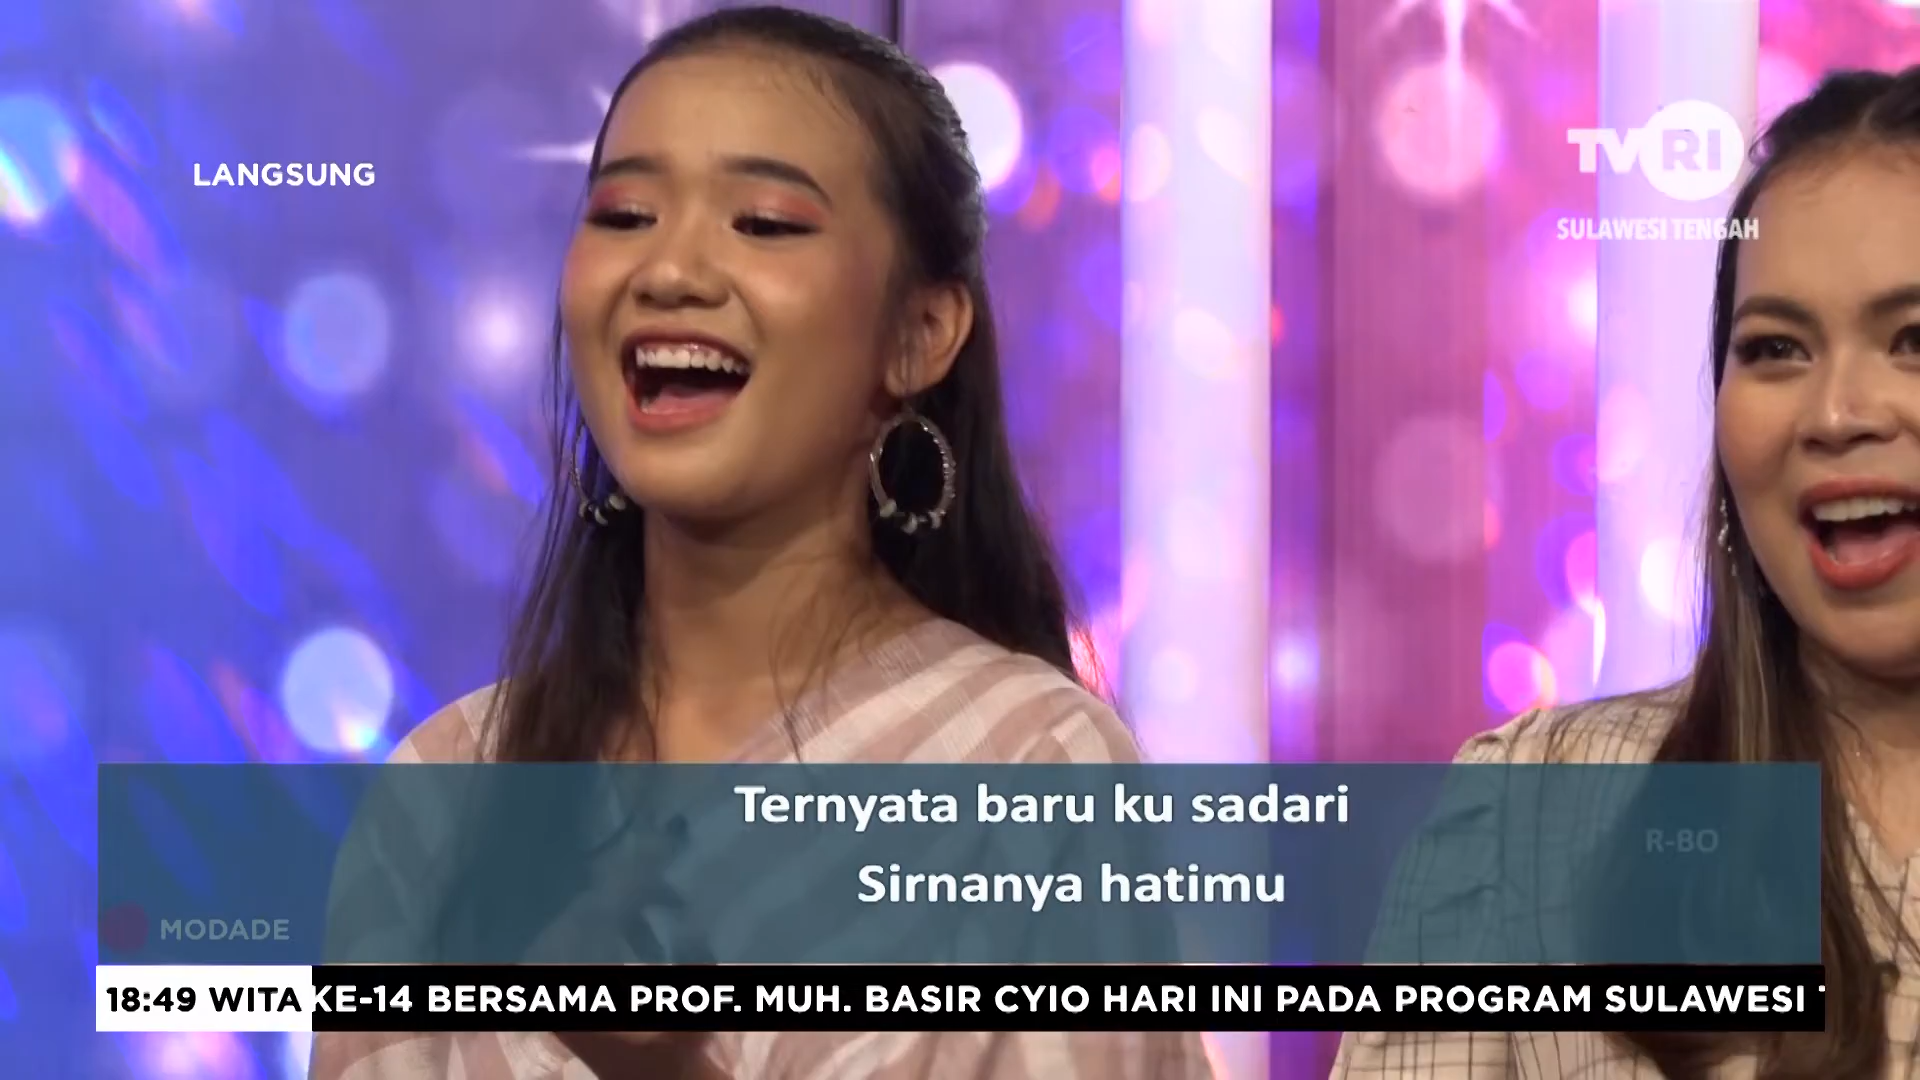 LANGSUNG
TVRI
SULAWESI TENGAH
Ternyata baru ku sadari
Sirnanya hatimu
R-BO
MODADE
18:49 WITA KE-14 BERSAMA PROF. MUH. BASIR CYIO HARI INI PADA PROGRAM SULAWESI